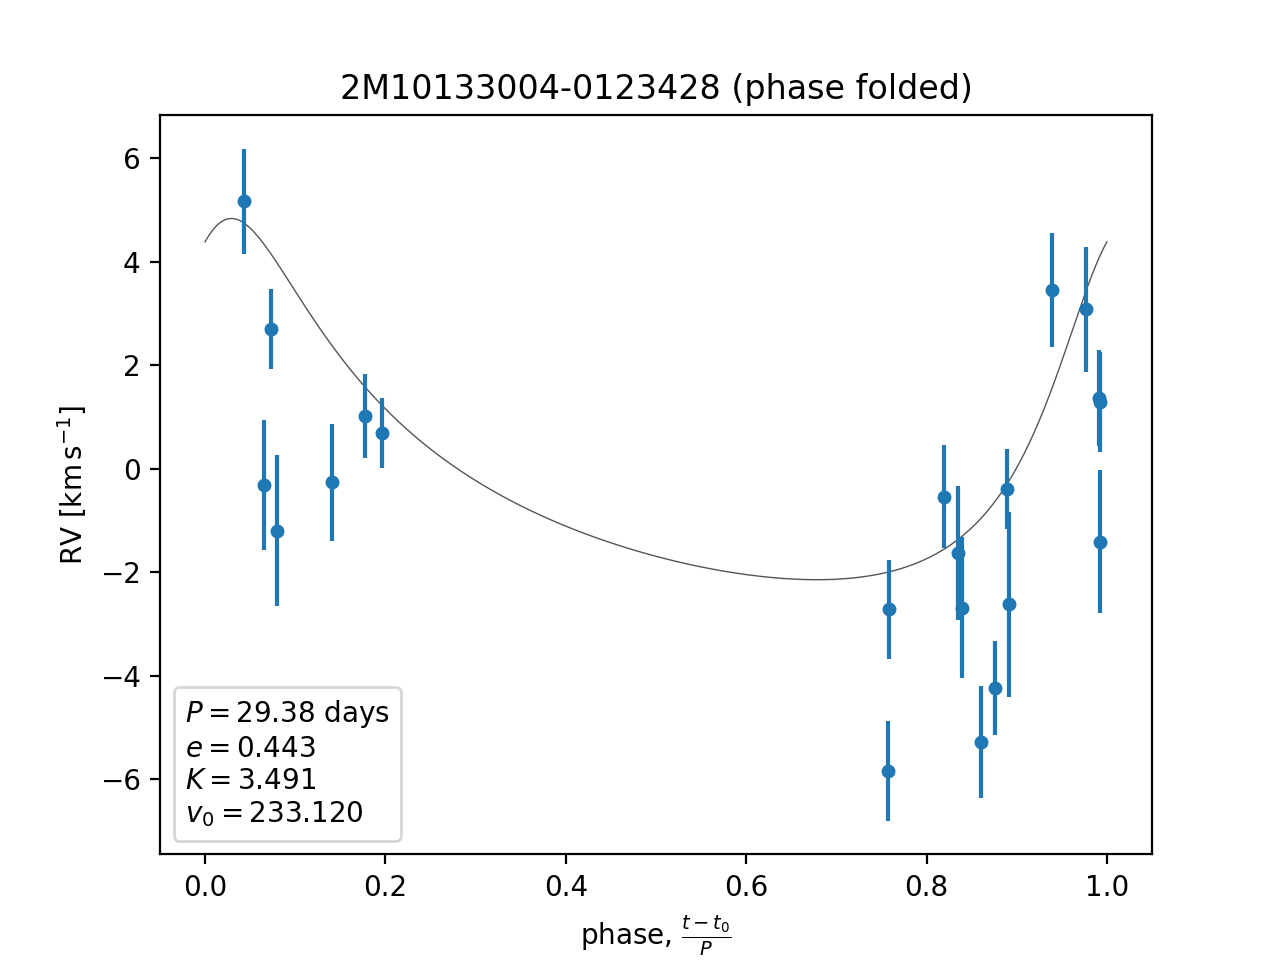 2M10133004-0123428 (phase folded)
RV [km s⁻¹]
6
4
2
0
−2
−4
−6
P = 29.38 days
e = 0.443
K = 3.491
v₀ = 233.120
0.0 0.2 0.4 0.6 0.8 1.0
phase, (t − t₀)/P